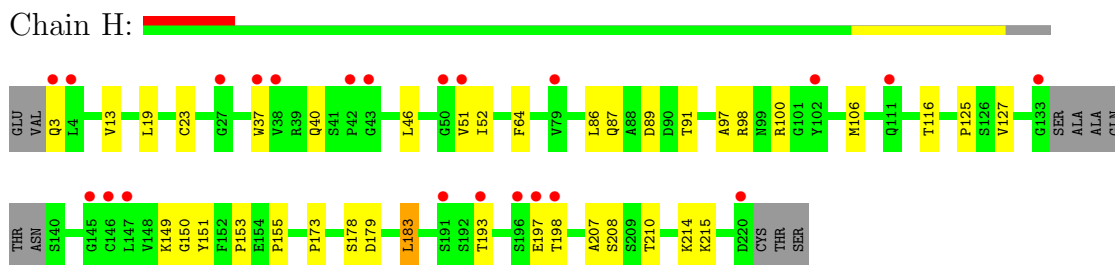 Chain H:
GLU VAL Q3 L4 V13 L19 C23 G27 W37 V38 R39 Q40 S41 P42 G43 L46 G50 V51 I52 F64 V79 L86 Q87 A88 D89 D90 T91 A97 R98 N99 R100 G101 Y102 M106 Q111 T116 P125 S126 V127 G133 SER ALA ALA GLN
THR ASN S140 G145 C146 L147 V148 K149 G150 Y151 F152 P153 E154 P155 P173 S178 D179 L183 S191 S192 T193 S196 E197 T198 A207 S208 S209 T210 K214 K215 D220 CYS THR SER